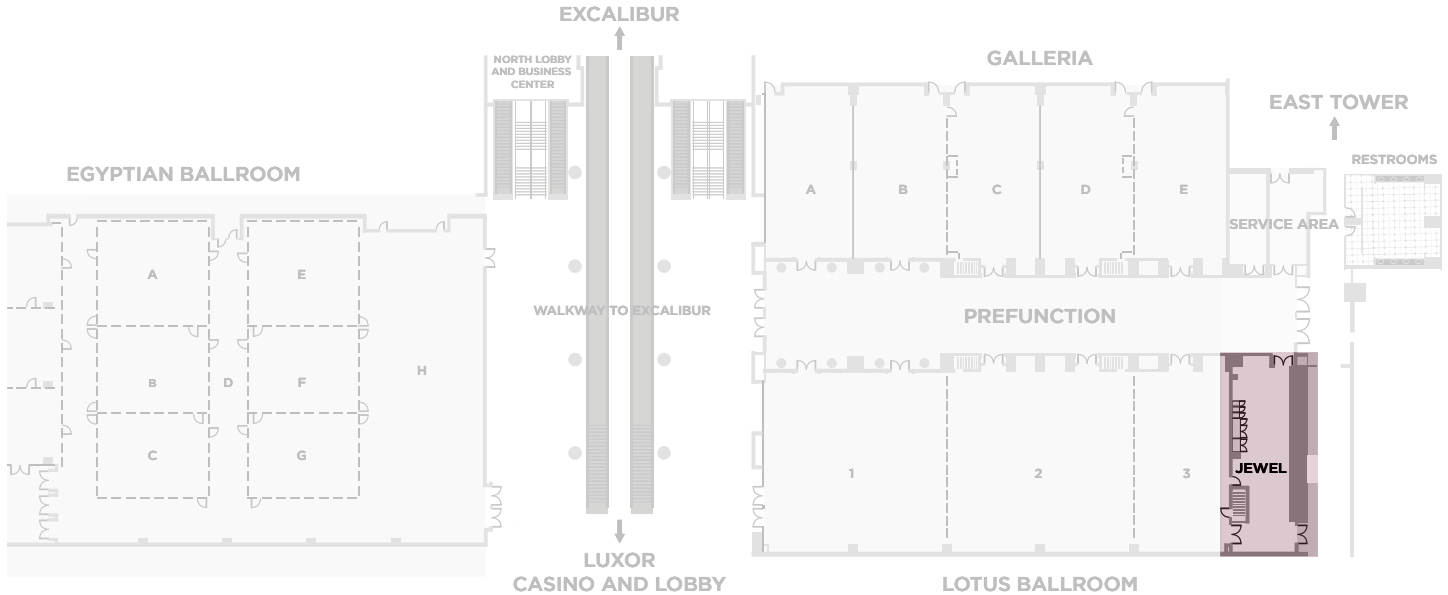 EXCALIBUR
NORTH LOBBY
AND BUSINESS
CENTER
GALLERIA
EAST TOWER
RESTROOMS
EGYPTIAN BALLROOM
A
B
C
D
E
SERVICE AREA
A
E
WALKWAY TO EXCALIBUR
PREFUNCTION
H
B
D
F
C
G
1
2
3
JEWEL
LUXOR
CASINO AND LOBBY
LOTUS BALLROOM